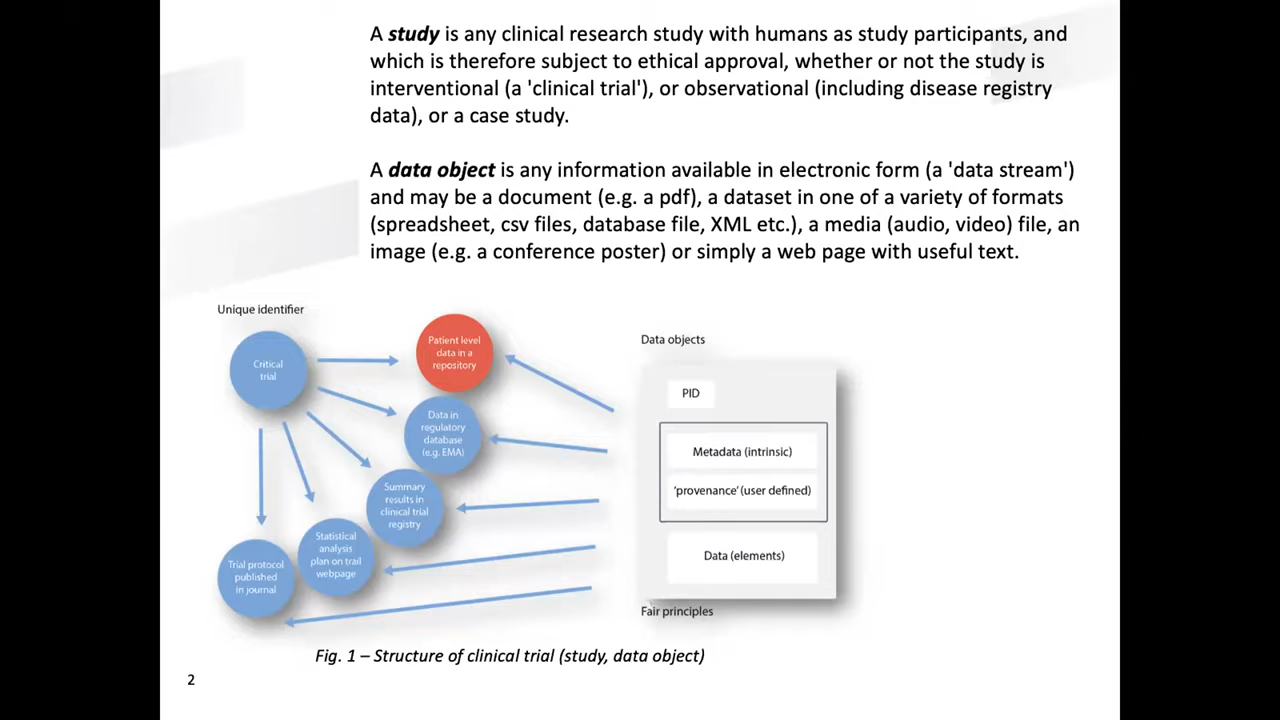 A study is any clinical research study with humans as study participants, and
which is therefore subject to ethical approval, whether or not the study is
interventional (a 'clinical trial'), or observational (including disease registry
data), or a case study.
A data object is any information available in electronic form (a 'data stream')
and may be a document (e.g. a pdf), a dataset in one of a variety of formats
(spreadsheet, csv files, database file, XML etc.), a media (audio, video) file, an
image (e.g. a conference poster) or simply a web page with useful text.
Unique identifier
Critical
trial
Patient level
data in a
repository
Data in
regulatory
database
(e.g. EMA)
Summary
results in
clinical trial
registry
Statistical
analysis
plan on trail
webpage
Trial protocol
published
in journal
Data objects
PID
Metadata (intrinsic)
'provenance' (user defined)
Data (elements)
Fair principles
Fig. 1 – Structure of clinical trial (study, data object)
2